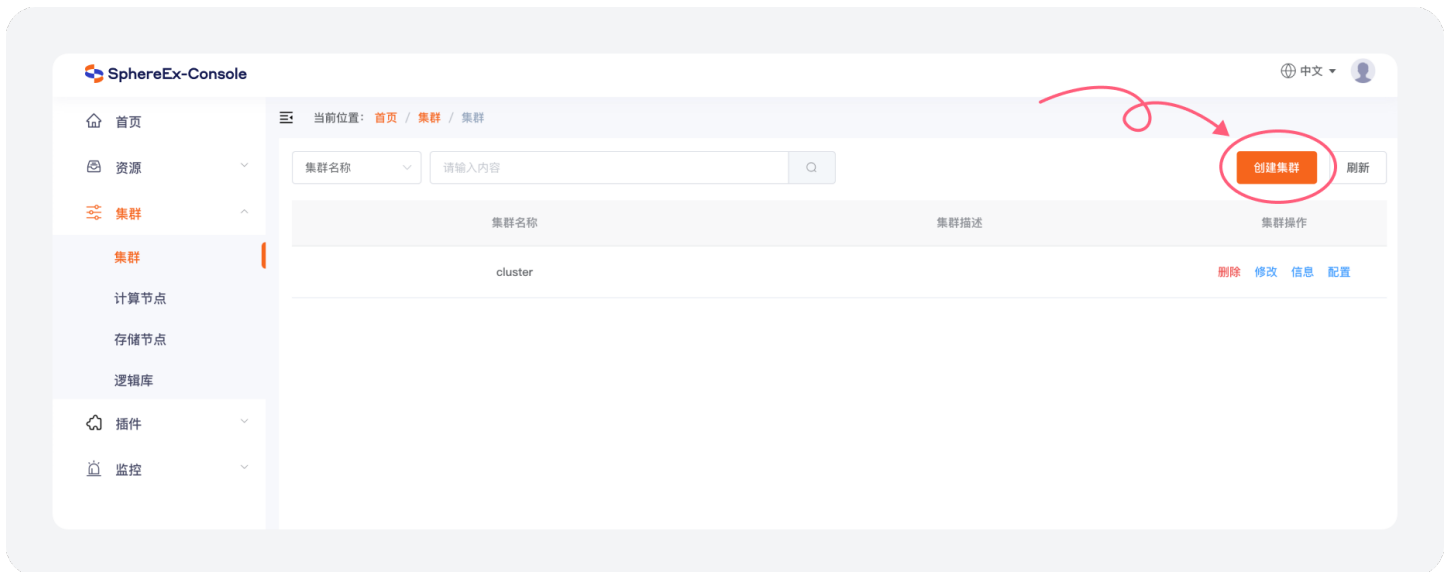 SphereEx-Console
中文
首页
当前位置: 首页 / 集群 / 集群
资源
集群名称
请输入内容
创建集群
刷新
集群
集群名称
集群描述
集群操作
集群
cluster
删除 修改 信息 配置
计算节点
存储节点
逻辑库
插件
监控